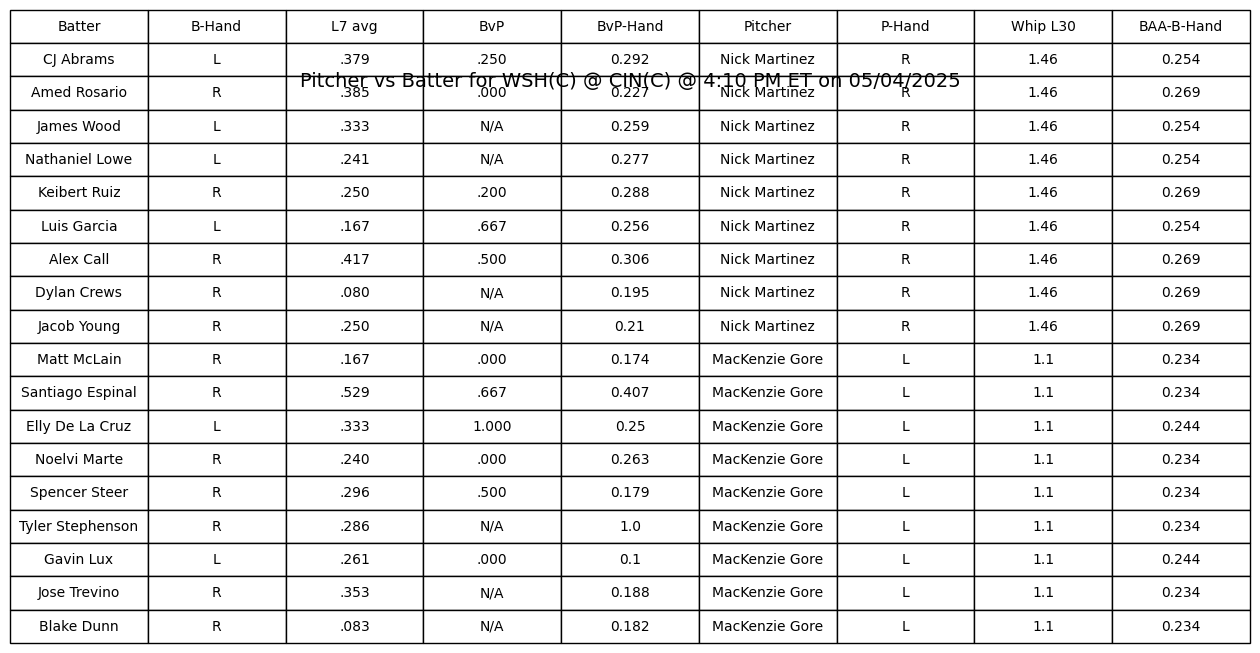 Batter B-Hand L7 avg BvP BvP-Hand Pitcher P-Hand Whip L30 BAA-B-Hand
CJ Abrams L .379 .250 0.292 Nick Martinez R 1.46 0.254
Pitcher vs Batter for WSH(C) @ CIN(C) @ 4:10 PM ET on 05/04/2025
Amed Rosario R .385 .000 0.227 Nick Martinez R 1.46 0.269
James Wood L .333 N/A 0.259 Nick Martinez R 1.46 0.254
Nathaniel Lowe L .241 N/A 0.277 Nick Martinez R 1.46 0.254
Keibert Ruiz R .250 .200 0.288 Nick Martinez R 1.46 0.269
Luis Garcia L .167 .667 0.256 Nick Martinez R 1.46 0.254
Alex Call R .417 .500 0.306 Nick Martinez R 1.46 0.269
Dylan Crews R .080 N/A 0.195 Nick Martinez R 1.46 0.269
Jacob Young R .250 N/A 0.21 Nick Martinez R 1.46 0.269
Matt McLain R .167 .000 0.174 MacKenzie Gore L 1.1 0.234
Santiago Espinal R .529 .667 0.407 MacKenzie Gore L 1.1 0.234
Elly De La Cruz L .333 1.000 0.25 MacKenzie Gore L 1.1 0.244
Noelvi Marte R .240 .000 0.263 MacKenzie Gore L 1.1 0.234
Spencer Steer R .296 .500 0.179 MacKenzie Gore L 1.1 0.234
Tyler Stephenson R .286 N/A 1.0 MacKenzie Gore L 1.1 0.234
Gavin Lux L .261 .000 0.1 MacKenzie Gore L 1.1 0.244
Jose Trevino R .353 N/A 0.188 MacKenzie Gore L 1.1 0.234
Blake Dunn R .083 N/A 0.182 MacKenzie Gore L 1.1 0.234